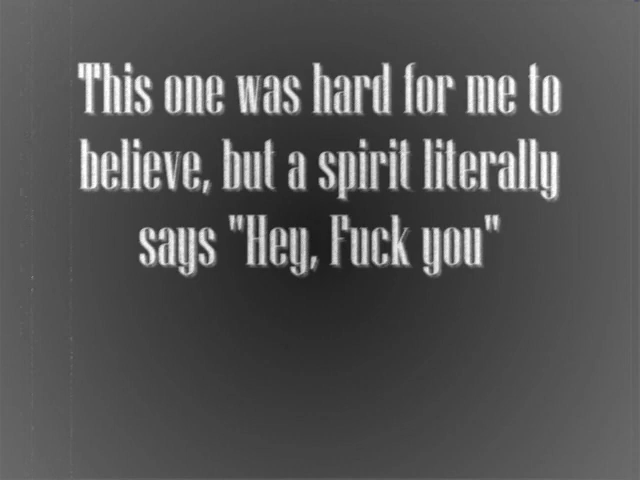 This one was hard for me to
believe, but a spirit literally
says "Hey, Fuck you"